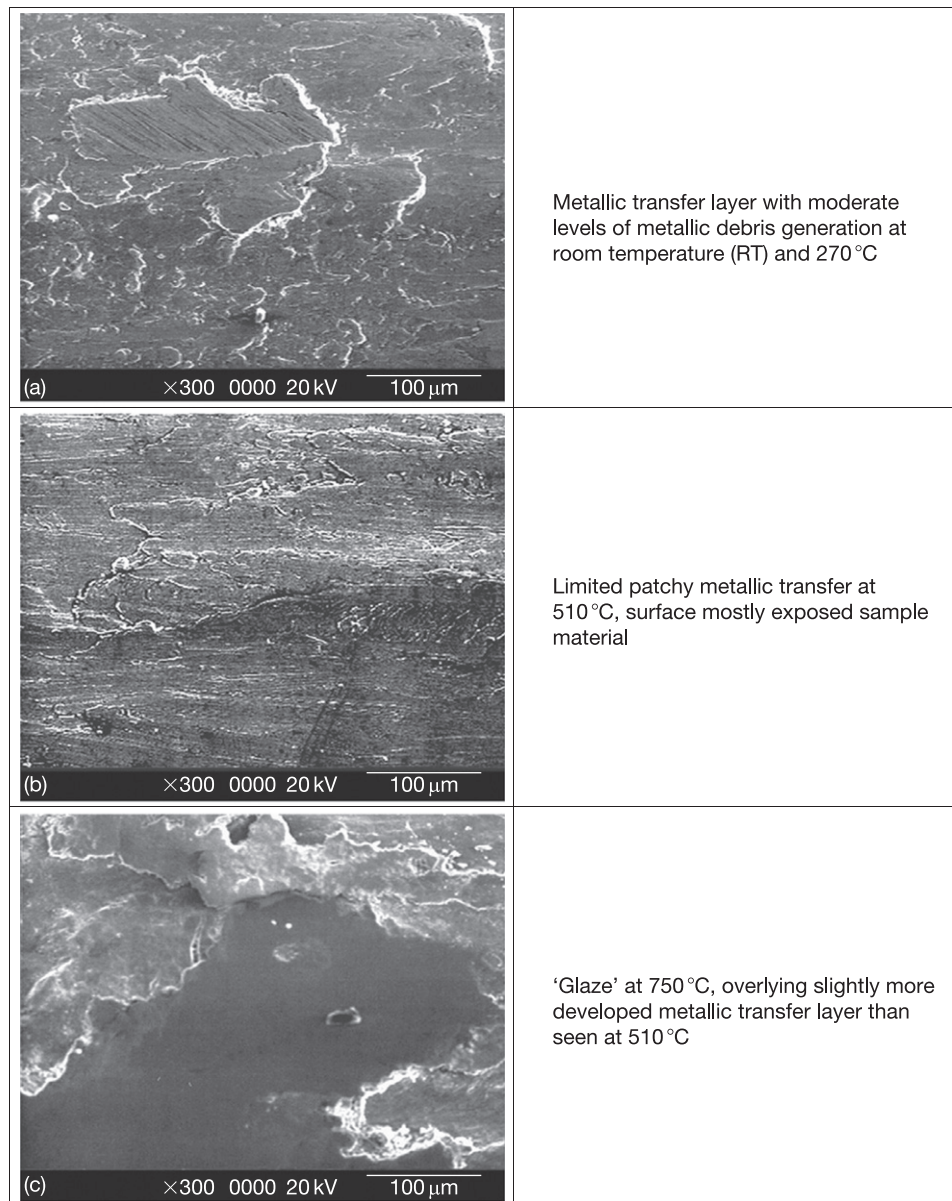 (a) ×300 0000 20 kV 100 μm
Metallic transfer layer with moderate
levels of metallic debris generation at
room temperature (RT) and 270 °C
(b) ×300 0000 20 kV 100 μm
Limited patchy metallic transfer at
510 °C, surface mostly exposed sample
material
(c) ×300 0000 20 kV 100 μm
‘Glaze’ at 750 °C, overlying slightly more
developed metallic transfer layer than
seen at 510 °C